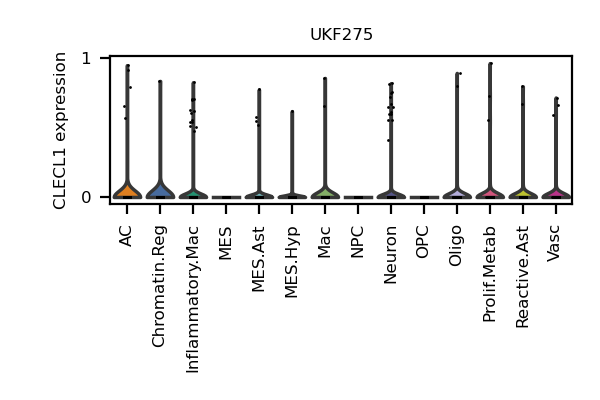 UKF275
CLECL1 expression
1
0
AC
Chromatin.Reg
Inflammatory.Mac
MES
MES.Ast
MES.Hyp
Mac
NPC
Neuron
OPC
Oligo
Prolif.Metab
Reactive.Ast
Vasc